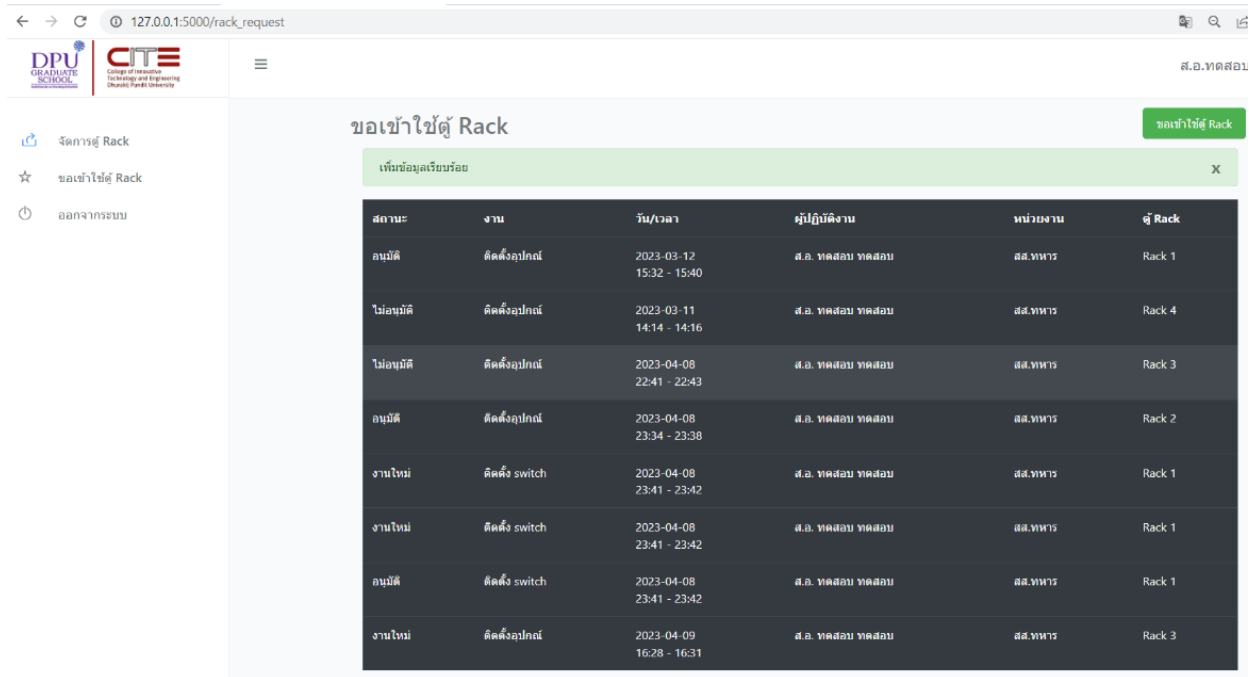 127.0.0.1:5000/rack_request
DPU
GRADUATE
SCHOOL
CITE
College of Innovative
Technology and Engineering
Dhurakij Pundit University
ส.อ.ทดสอบ
จัดการตู้ Rack
ขอเข้าใช้ตู้ Rack
ออกจากระบบ
ขอเข้าใช้ตู้ Rack
ขอเข้าใช้ตู้ Rack
เพิ่มข้อมูลเรียบร้อย x
สถานะ งาน วัน/เวลา ผู้ปฏิบัติงาน หน่วยงาน ตู้ Rack
อนุมัติ ติดตั้งอุปกณ์ 2023-03-12 ส.อ. ทดสอบ ทดสอบ สส.ทหาร Rack 1
15:32 - 15:40
ไม่อนุมัติ ติดตั้งอุปกณ์ 2023-03-11 ส.อ. ทดสอบ ทดสอบ สส.ทหาร Rack 4
14:14 - 14:16
ไม่อนุมัติ ติดตั้งอุปกณ์ 2023-04-08 ส.อ. ทดสอบ ทดสอบ สส.ทหาร Rack 3
22:41 - 22:43
อนุมัติ ติดตั้งอุปกณ์ 2023-04-08 ส.อ. ทดสอบ ทดสอบ สส.ทหาร Rack 2
23:34 - 23:38
งานใหม่ ติดตั้ง switch 2023-04-08 ส.อ. ทดสอบ ทดสอบ สส.ทหาร Rack 1
23:41 - 23:42
งานใหม่ ติดตั้ง switch 2023-04-08 ส.อ. ทดสอบ ทดสอบ สส.ทหาร Rack 1
23:41 - 23:42
อนุมัติ ติดตั้ง switch 2023-04-08 ส.อ. ทดสอบ ทดสอบ สส.ทหาร Rack 1
23:41 - 23:42
งานใหม่ ติดตั้งอุปกณ์ 2023-04-09 ส.อ. ทดสอบ ทดสอบ สส.ทหาร Rack 3
16:28 - 16:31